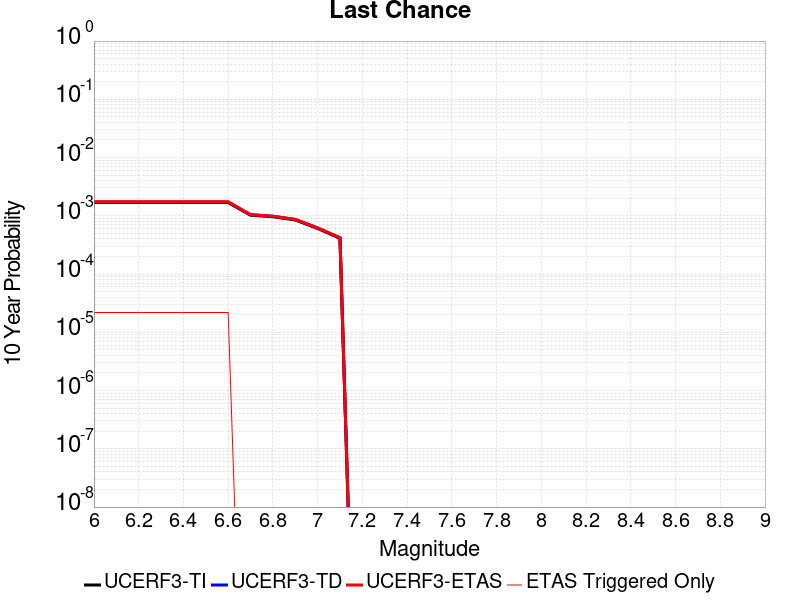 Last Chance
10 0
10 -1
10 -2
10 -3
10 -4
10 -5
10 -6
10 -7
10 -8
10 Year Probability
6 6.2 6.4 6.6 6.8 7 7.2 7.4 7.6 7.8 8 8.2 8.4 8.6 8.8 9
Magnitude
UCERF3-TI UCERF3-TD UCERF3-ETAS ETAS Triggered Only